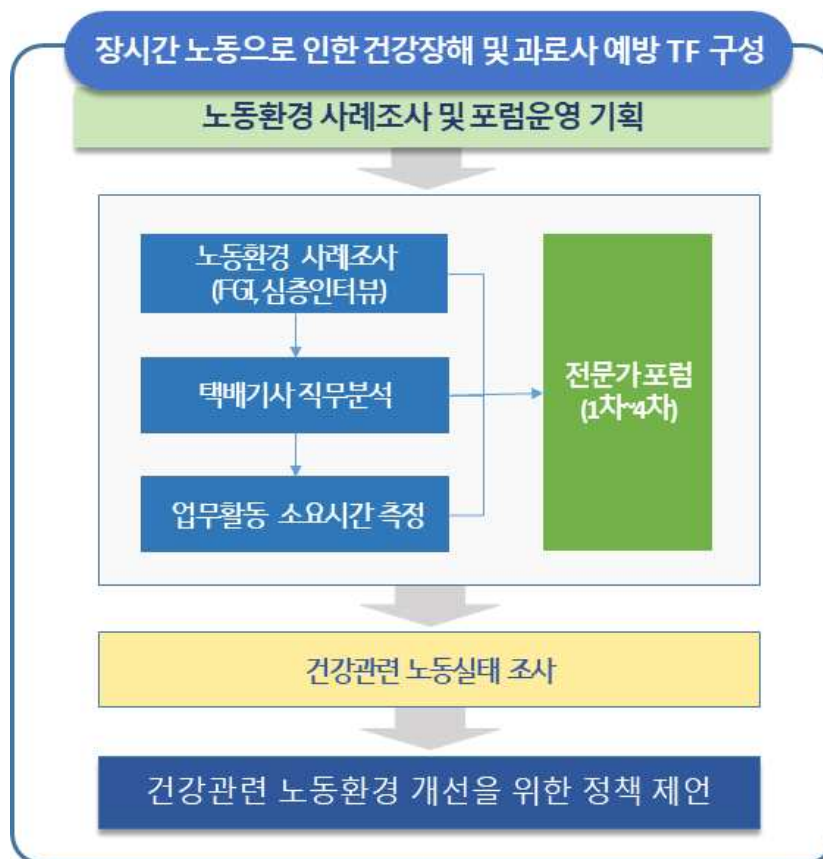 장시간 노동으로 인한 건강장해 및 과로사 예방 TF 구성
노동환경 사례조사 및 포럼운영 기획
노동환경 사례조사
(FGI, 심층인터뷰)
택배기사 직무분석
업무활동 소요시간 측정
전문가 포럼
(1차~4차)
건강관련 노동실태 조사
건강관련 노동환경 개선을 위한 정책 제언